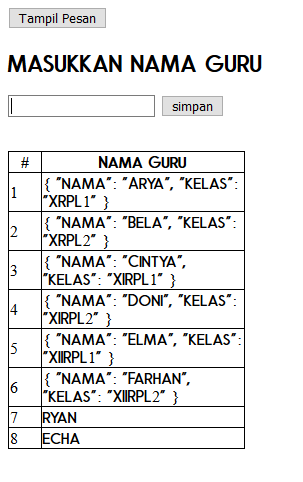 Tampil Pesan
MASUKKAN NAMA GURU
simpan
# NAMA GURU
1 { "NAMA": "ARYA", "KELAS":
"XRPL1" }
2 { "NAMA": "BELA", "KELAS":
"XRPL2" }
3 { "NAMA": "CINTYA",
"KELAS": "XIRPL1" }
4 { "NAMA": "DONI", "KELAS":
"XIRPL2" }
5 { "NAMA": "ELMA", "KELAS":
"XIIRPL1" }
6 { "NAMA": "FARHAN",
"KELAS": "XIIRPL2" }
7 RYAN
8 ECHA